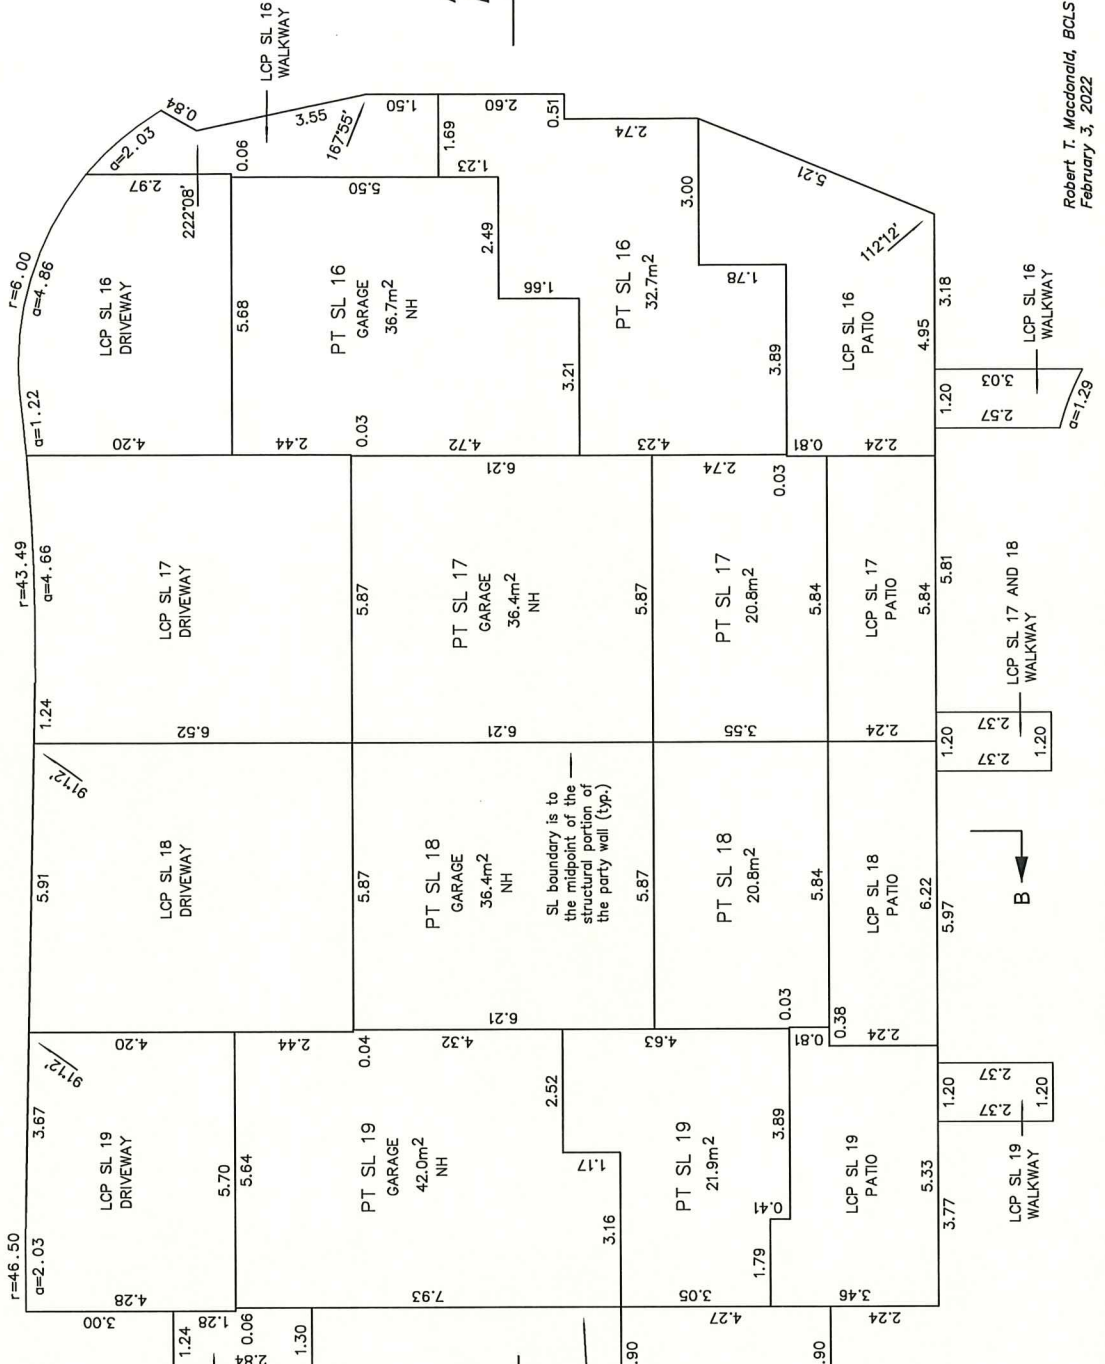 LCP SL 16
WALKWAY
0.84
a=2.03
3.55
167°55'
1.50
2.60
0.51
1.69
0.06
2.97
222°08'
1.23
5.50
2.49
2.74
3.00
5.21
112°12'
r=6.00
a=4.86
LCP SL 16
DRIVEWAY
5.68
PT SL 16
GARAGE
36.7m²
NH
1.66
PT SL 16
32.7m²
1.78
LCP SL 16
PATIO
4.95
3.18
LCP SL 16
WALKWAY
a=1.22
4.20
2.44
0.03
4.72
3.21
4.23
3.89
0.81
2.24
1.20
3.03
2.57
a=1.29
6.21
2.74
0.03
r=43.49
a=4.66
LCP SL 17
DRIVEWAY
5.87
PT SL 17
GARAGE
36.4m²
NH
5.87
PT SL 17
20.8m²
5.84
LCP SL 17
PATIO
5.84
5.81
LCP SL 17 AND 18
WALKWAY
1.24
6.52
6.21
3.55
2.24
1.20
2.37
2.37
1.20
91°12'
5.91
LCP SL 18
DRIVEWAY
5.87
PT SL 18
GARAGE
36.4m²
NH
SL boundary is to
the midpoint of the
structural portion of
the party wall (typ.)
5.87
PT SL 18
20.8m²
5.84
LCP SL 18
PATIO
6.22
5.97
B
6.21
0.03
0.38
2.24
4.20
2.44
0.04
4.32
4.63
0.81
91°12'
3.67
LCP SL 19
DRIVEWAY
5.70
5.64
PT SL 19
GARAGE
42.0m²
NH
2.52
1.17
3.16
PT SL 19
21.9m²
3.89
0.41
1.79
LCP SL 19
PATIO
5.33
3.77
1.20
2.37
2.37
1.20
LCP SL 19
WALKWAY
r=46.50
a=2.03
4.28
7.93
3.05
3.46
3.00
1.28
1.24
0.06
2.84
1.30
4.27
2.24
.90
.90
Robert T. Macdonald, BCLS
February 3, 2022